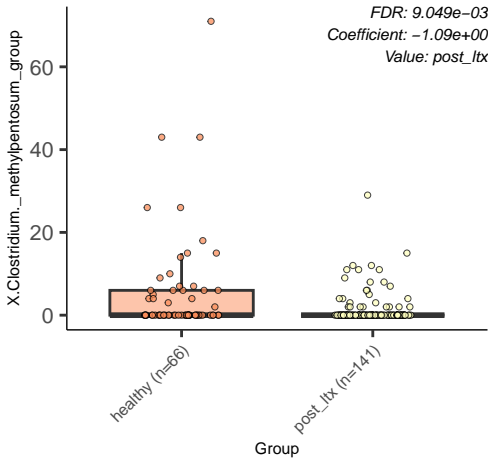 FDR: 9.049e−03
Coefficient: −1.09e+00
Value: post_ltx
X.Clostridium._methylpentosum_group
60
40
20
0
healthy (n=66)
post_ltx (n=141)
Group